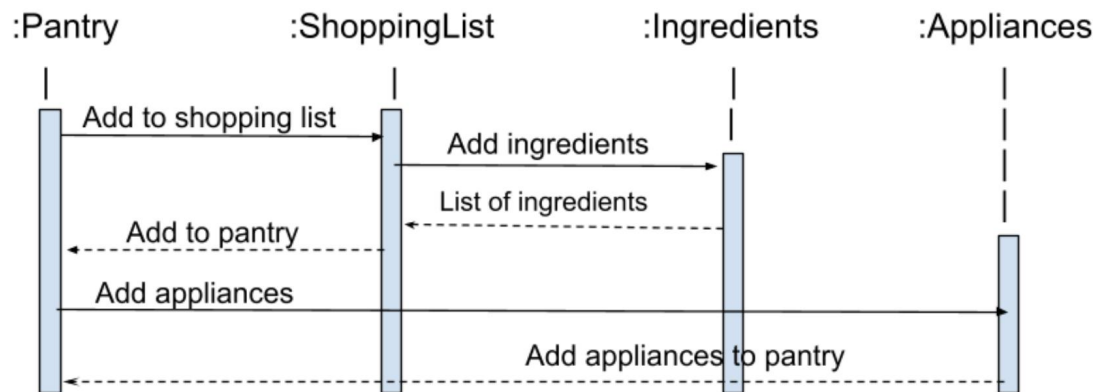 :Pantry :ShoppingList :Ingredients :Appliances
Add to shopping list
Add ingredients
List of ingredients
Add to pantry
Add appliances
Add appliances to pantry